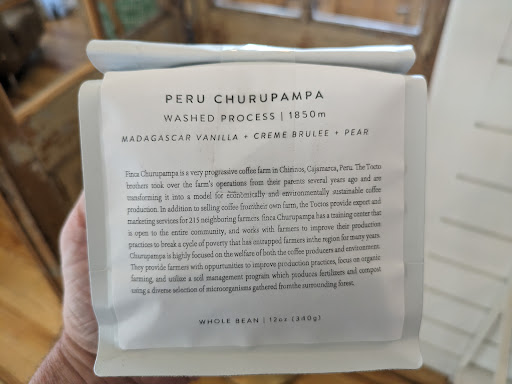 PERU CHURUPAMPA
WASHED PROCESS | 1850m
MADAGASCAR VANILLA + CREME BRULEE + PEAR
Finca Churupampa is a very progressive coffee farm in Chirinos, Cajamarca, Peru. The Tocto
brothers took over the farm's operations from their parents several years ago and are
transforming it into a model for economically and environmentally sustainable coffee
production. In addition to selling coffee from their own farm, the Toctos provide export and
marketing services for 215 neighboring farmers. finca Churupampa has a training center that
is open to the entire community, and works with farmers to improve their production
practices to break a cycle of poverty that has entrapped farmers in the region for many years.
Churupampa is highly focused on the welfare of both the coffee producers and environment.
They provide farmers with opportunities to improve production practices, focus on organic
farming, and utilize a soil management program which produces fertilizers and compost
using a diverse selection of microorganisms gathered from the surrounding forest.
WHOLE BEAN | 12oz (340g)